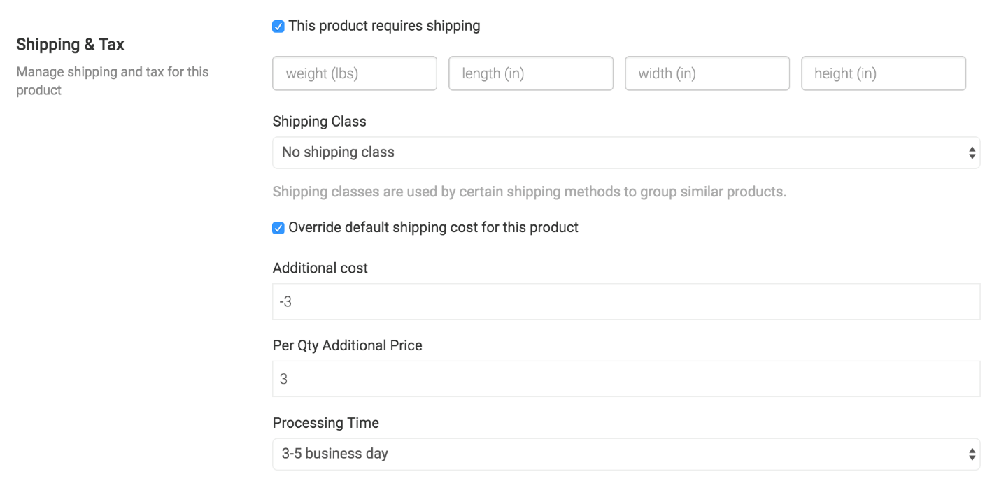 Shipping & Tax
Manage shipping and tax for this
product
This product requires shipping
weight (lbs)
length (in)
width (in)
height (in)
Shipping Class
No shipping class
Shipping classes are used by certain shipping methods to group similar products.
Override default shipping cost for this product
Additional cost
-3
Per Qty Additional Price
3
Processing Time
3-5 business day